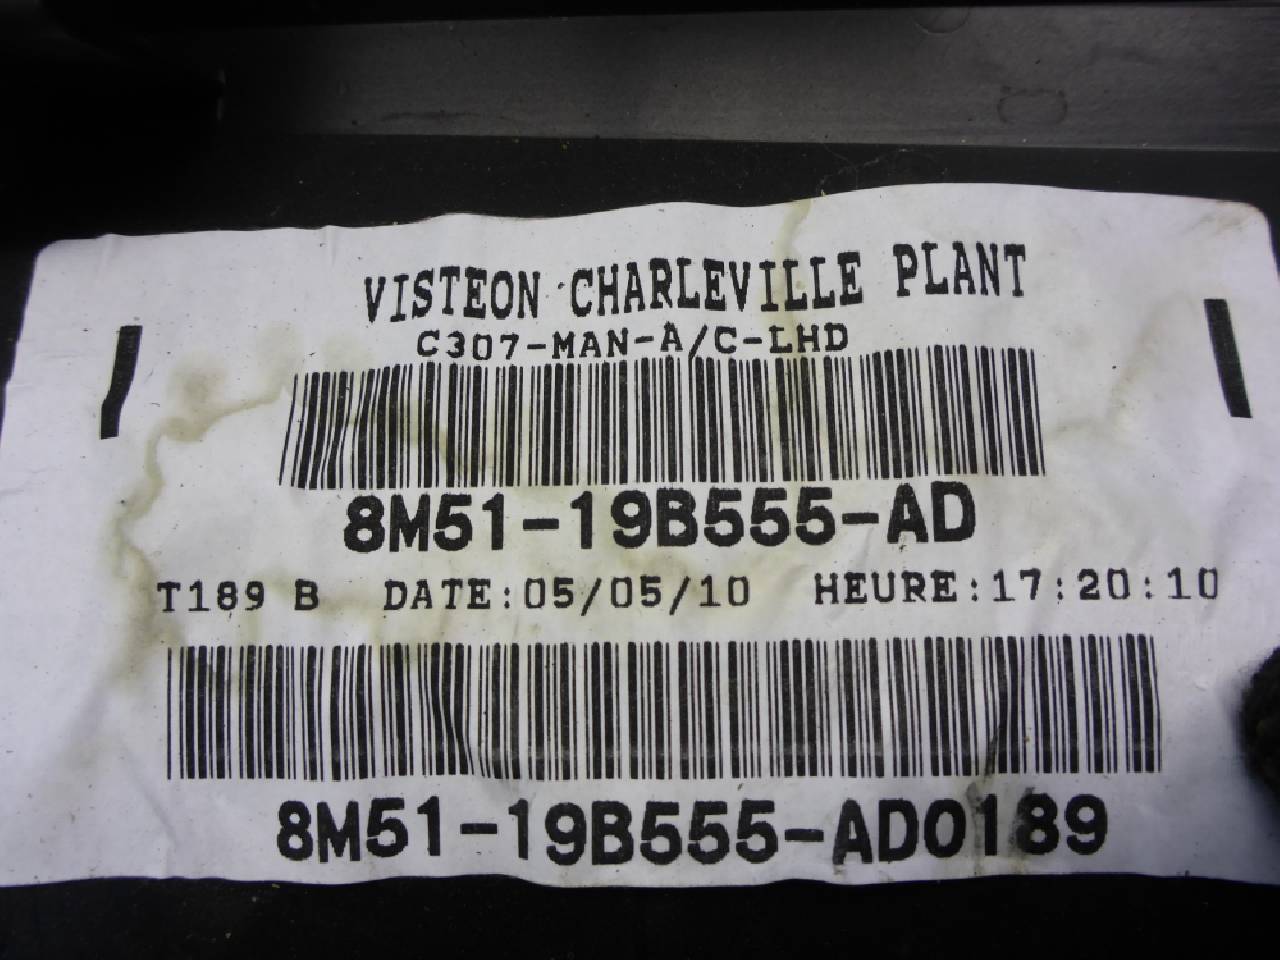 VISTEON CHARLEVILLE PLANT
C307-MAN-A/C-LHD
8M51-19B555-AD
T189 B DATE:05/05/10 HEURE:17:20:10
8M51-19B555-AD0189